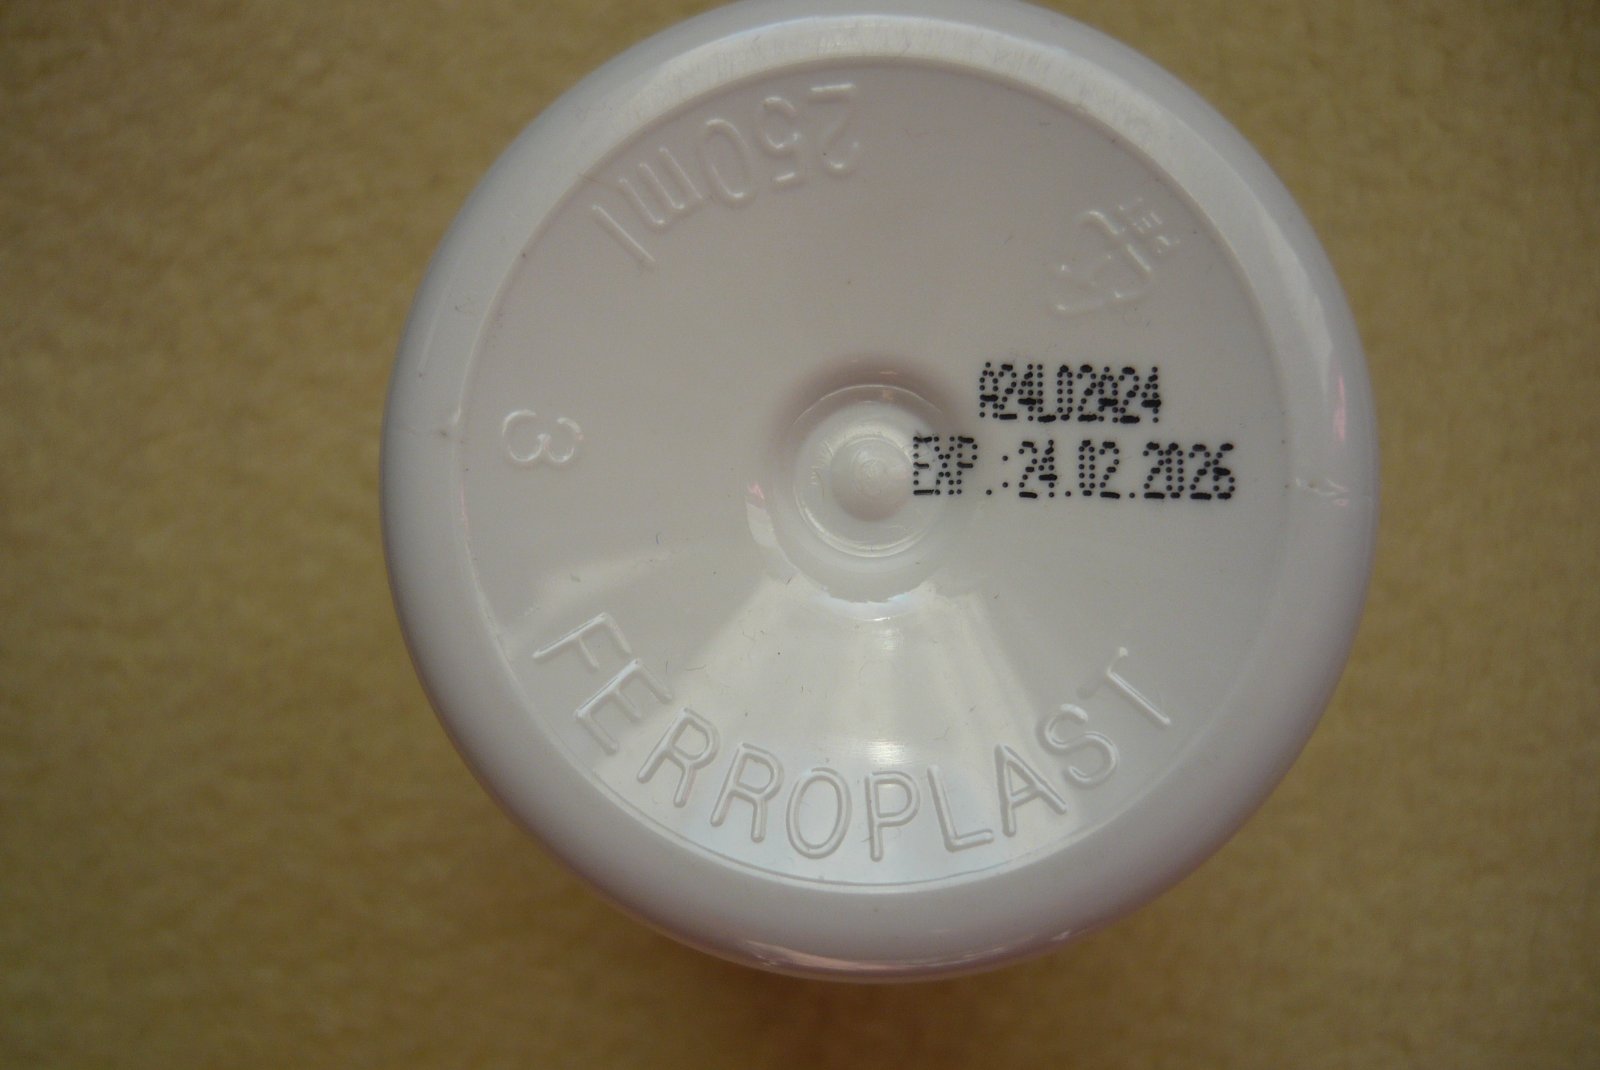 250ml
A24L02A24
EXP.:24.02.2026
3
FERROPLAST